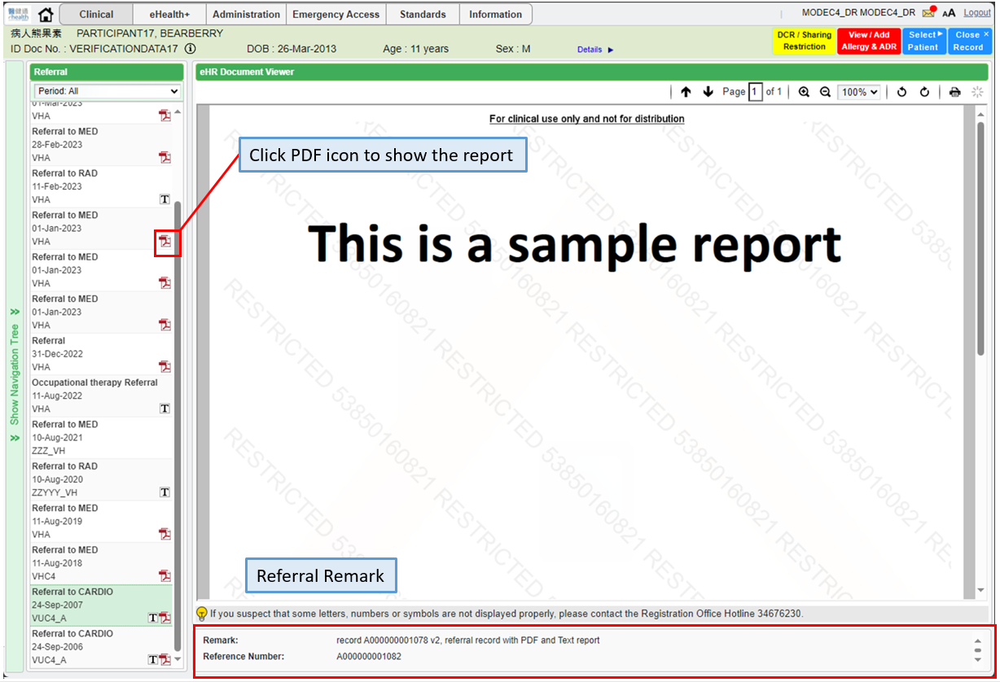 醫健通
eHealth
Clinical
eHealth+
Administration
Emergency Access
Standards
Information
MODEC4_DR MODEC4_DR
AA
Logout
病人熊果素 PARTICIPANT17, BEARBERRY
ID Doc No. : VERIFICATIONDATA17
DOB : 26-Mar-2013
Age : 11 years
Sex : M
Details
DCR / Sharing
Restriction
View / Add
Allergy & ADR
Select
Patient
Close ×
Record
Show Navigation Tree
Referral
Period: All
01-Mar-2023
VHA
Referral to MED
28-Feb-2023
VHA
Referral to RAD
11-Feb-2023
VHA T
Referral to MED
01-Jan-2023
VHA
Referral to MED
01-Jan-2023
VHA
Referral to MED
01-Jan-2023
VHA
Referral
31-Dec-2022
VHA
Occupational therapy Referral
11-Aug-2022
VHA T
Referral to MED
10-Aug-2021
ZZZ_VH
Referral to RAD
10-Aug-2020
ZZYYY_VH T
Referral to MED
11-Aug-2019
VHA
Referral to MED
11-Aug-2018
VHC4
Referral to CARDIO
24-Sep-2007
VUC4_A T
Referral to CARDIO
24-Sep-2006
VUC4_A T
eHR Document Viewer
Page 1 of 1
100%
For clinical use only and not for distribution
Click PDF icon to show the report
This is a sample report
RESTRICTED 53850160821 RESTRICTED 53850160821 RESTRICTED
Referral Remark
If you suspect that some letters, numbers or symbols are not displayed properly, please contact the Registration Office Hotline 34676230.
Remark: record A000000001078 v2, referral record with PDF and Text report
Reference Number: A000000001082